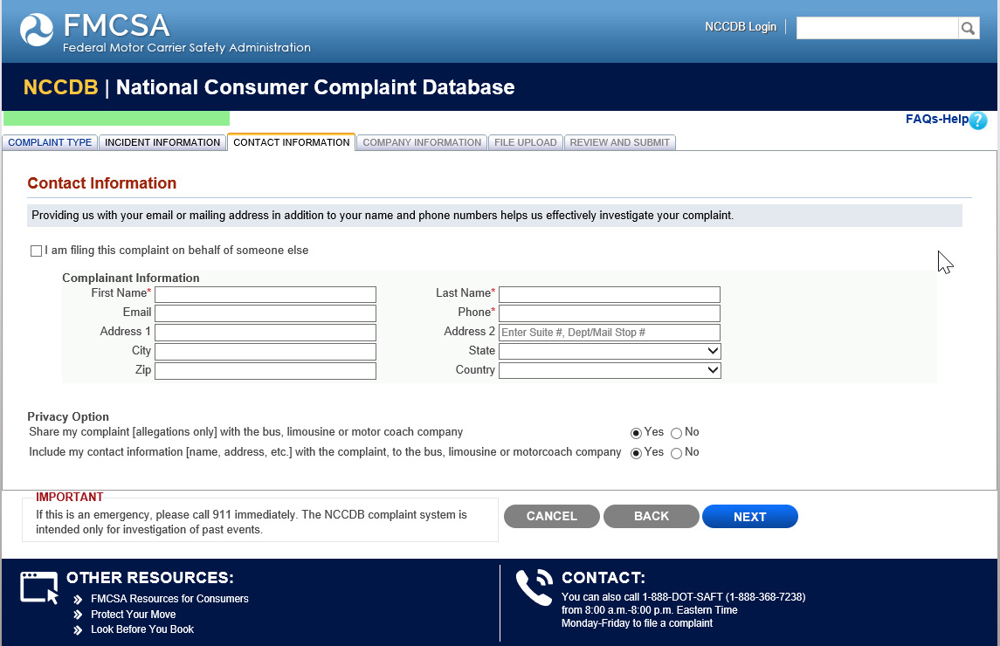 FMCSA
Federal Motor Carrier Safety Administration
NCCDB Login
NCCDB | National Consumer Complaint Database
FAQs-Help ?
COMPLAINT TYPE INCIDENT INFORMATION CONTACT INFORMATION COMPANY INFORMATION FILE UPLOAD REVIEW AND SUBMIT
Contact Information
Providing us with your email or mailing address in addition to your name and phone numbers helps us effectively investigate your complaint.
I am filing this complaint on behalf of someone else
Complainant Information
First Name* Last Name*
Email Phone*
Address 1 Address 2 Enter Suite #, Dept/Mail Stop #
City State
Zip Country
Privacy Option
Share my complaint [allegations only] with the bus, limousine or motor coach company Yes No
Include my contact information [name, address, etc.] with the complaint, to the bus, limousine or motorcoach company Yes No
IMPORTANT
If this is an emergency, please call 911 immediately. The NCCDB complaint system is
intended only for investigation of past events.
CANCEL BACK NEXT
OTHER RESOURCES:
FMCSA Resources for Consumers
Protect Your Move
Look Before You Book
CONTACT:
You can also call 1-888-DOT-SAFT (1-888-368-7238)
from 8:00 a.m.-8:00 p.m. Eastern Time
Monday-Friday to file a complaint